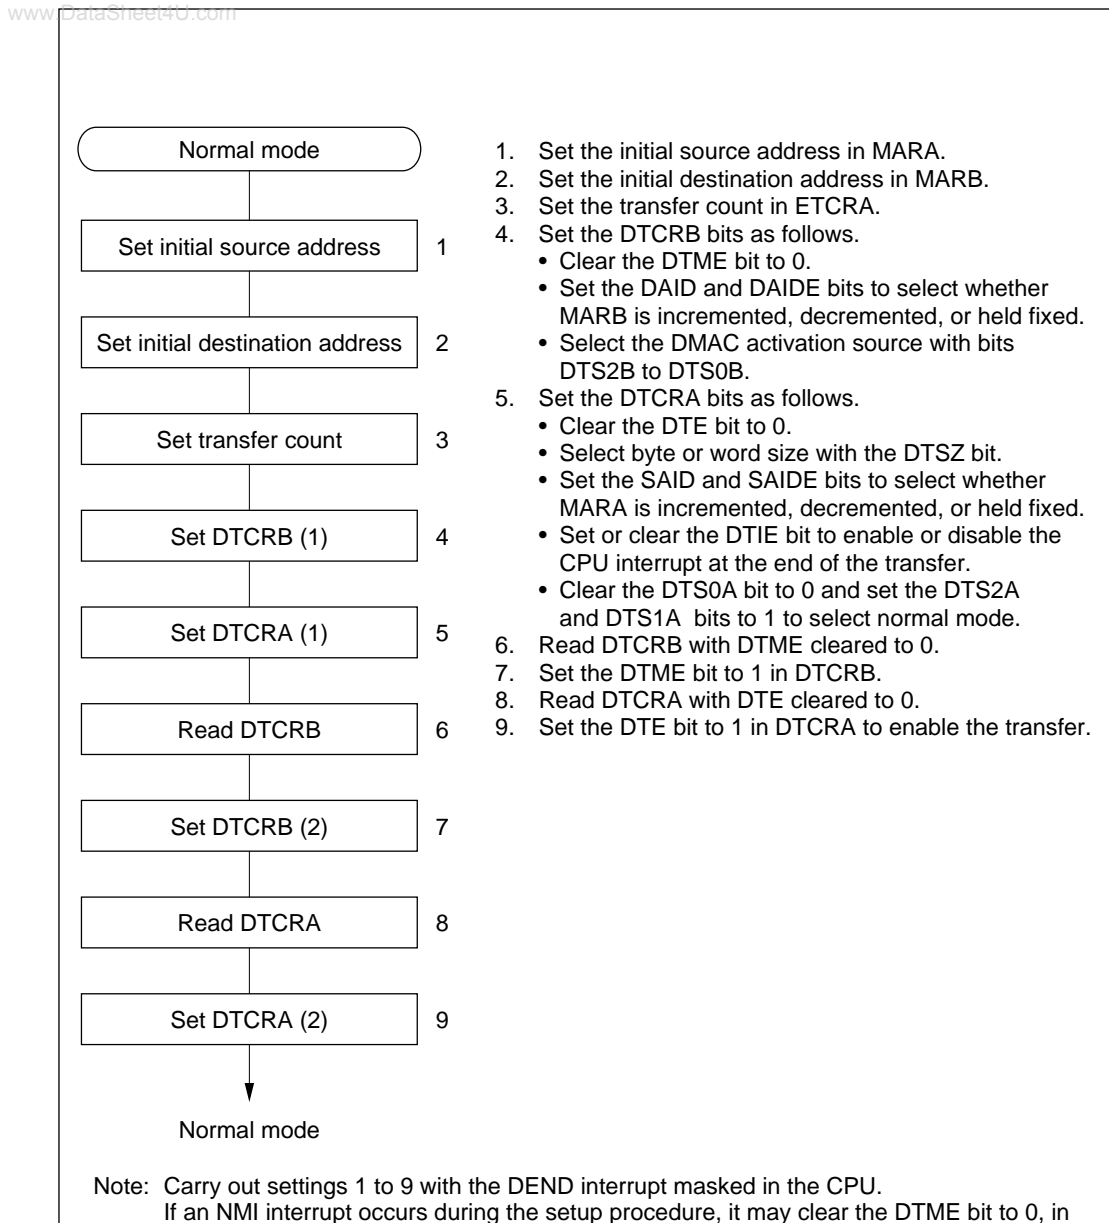 www.DataSheet4U.com
Normal mode
Set initial source address 1
Set initial destination address 2
Set transfer count 3
Set DTCRB (1) 4
Set DTCRA (1) 5
Read DTCRB 6
Set DTCRB (2) 7
Read DTCRA 8
Set DTCRA (2) 9
Normal mode
1. Set the initial source address in MARA.
2. Set the initial destination address in MARB.
3. Set the transfer count in ETCRA.
4. Set the DTCRB bits as follows.
• Clear the DTME bit to 0.
• Set the DAID and DAIDE bits to select whether
MARB is incremented, decremented, or held fixed.
• Select the DMAC activation source with bits
DTS2B to DTS0B.
5. Set the DTCRA bits as follows.
• Clear the DTE bit to 0.
• Select byte or word size with the DTSZ bit.
• Set the SAID and SAIDE bits to select whether
MARA is incremented, decremented, or held fixed.
• Set or clear the DTIE bit to enable or disable the
CPU interrupt at the end of the transfer.
• Clear the DTS0A bit to 0 and set the DTS2A
and DTS1A bits to 1 to select normal mode.
6. Read DTCRB with DTME cleared to 0.
7. Set the DTME bit to 1 in DTCRB.
8. Read DTCRA with DTE cleared to 0.
9. Set the DTE bit to 1 in DTCRA to enable the transfer.
Note: Carry out settings 1 to 9 with the DEND interrupt masked in the CPU.
If an NMI interrupt occurs during the setup procedure, it may clear the DTME bit to 0, in